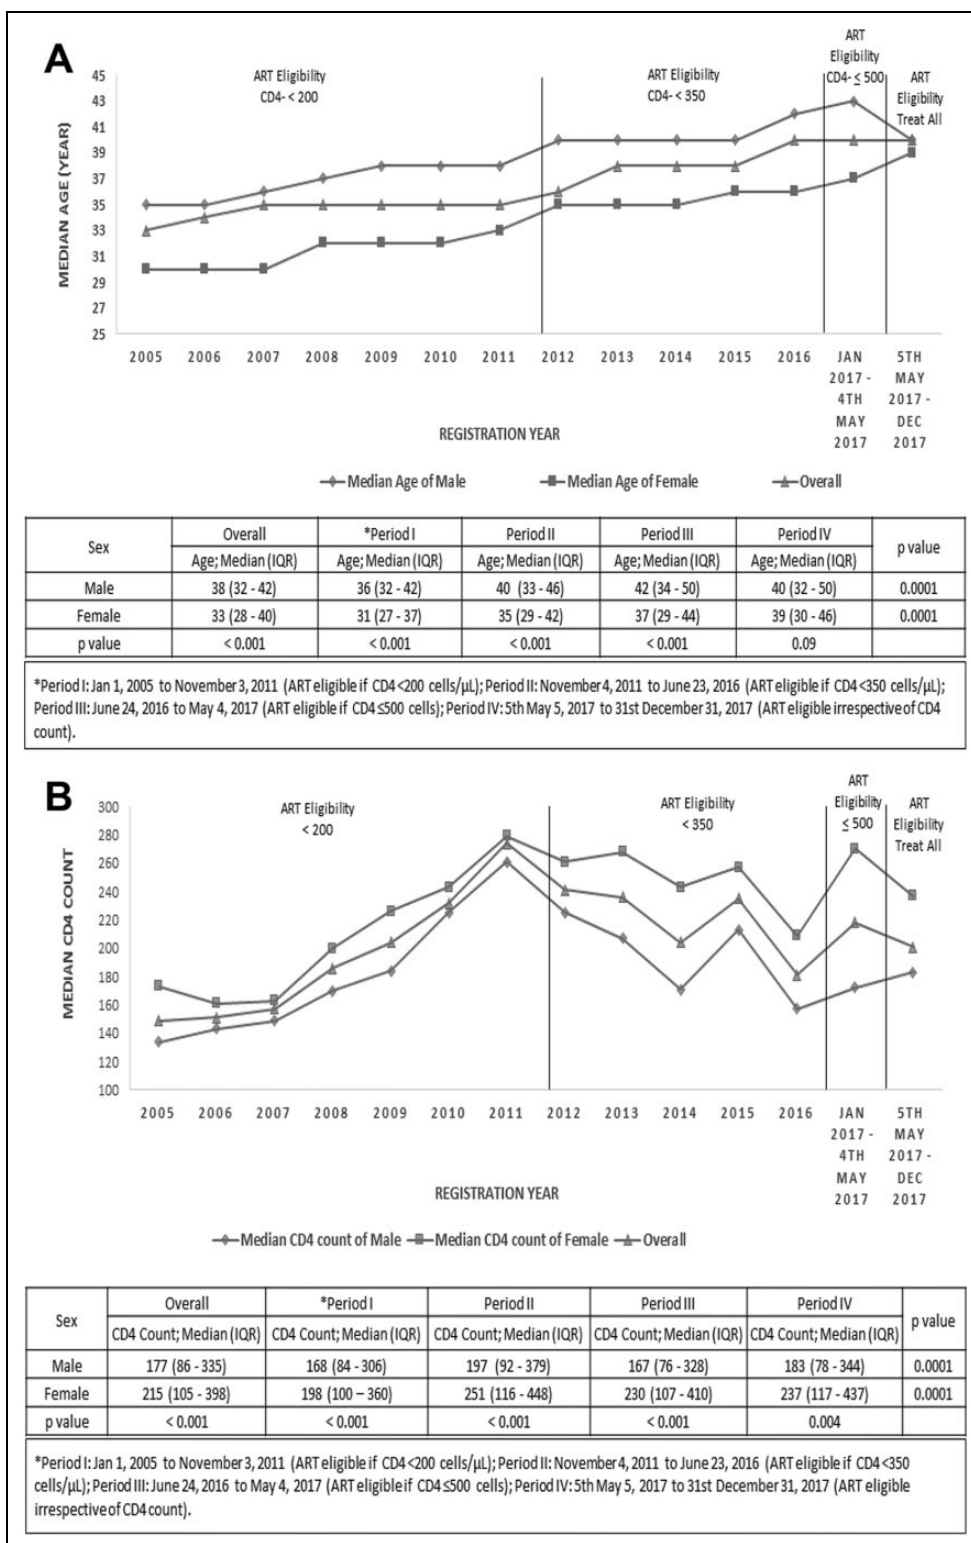 A
ART Eligibility
CD4- < 200
ART Eligibility
CD4- < 350
ART
Eligibility
CD4- ≤ 500
ART
Eligibility
Treat All
MEDIAN AGE (YEAR)
45
43
41
39
37
35
33
31
29
27
25
2005 2006 2007 2008 2009 2010 2011 2012 2013 2014 2015 2016
JAN
2017 -
4TH
MAY
2017
5TH
MAY
2017 -
DEC
2017
REGISTRATION YEAR
Median Age of Male Median Age of Female Overall
Sex Overall *Period I Period II Period III Period IV p value
Age; Median (IQR) Age; Median (IQR) Age; Median (IQR) Age; Median (IQR) Age; Median (IQR)
Male 38 (32 - 42) 36 (32 - 42) 40 (33 - 46) 42 (34 - 50) 40 (32 - 50) 0.0001
Female 33 (28 - 40) 31 (27 - 37) 35 (29 - 42) 37 (29 - 44) 39 (30 - 46) 0.0001
p value < 0.001 < 0.001 < 0.001 < 0.001 0.09
*Period I: Jan 1, 2005 to November 3, 2011 (ART eligible if CD4<200 cells/µL); Period II: November 4, 2011 to June 23, 2016 (ART eligible if CD4<350 cells/µL);
Period III: June 24, 2016 to May 4, 2017 (ART eligible if CD4≤500 cells); Period IV: 5th May 5, 2017 to 31st December 31, 2017 (ART eligible irrespective of CD4
count).
B
ART Eligibility
< 200
ART Eligibility
< 350
ART
Eligibility
≤ 500
ART
Eligibility
Treat All
MEDIAN CD4 COUNT
300
280
260
240
220
200
180
160
140
120
100
2005 2006 2007 2008 2009 2010 2011 2012 2013 2014 2015 2016
JAN
2017 -
4TH
MAY
2017
5TH
MAY
2017 -
DEC
2017
REGISTRATION YEAR
Median CD4 count of Male Median CD4 count of Female Overall
Sex Overall *Period I Period II Period III Period IV p value
CD4 Count; Median (IQR) CD4 Count; Median (IQR) CD4 Count; Median (IQR) CD4 Count; Median (IQR) CD4 Count; Median (IQR)
Male 177 (86 - 335) 168 (84 - 306) 197 (92 - 379) 167 (76 - 328) 183 (78 - 344) 0.0001
Female 215 (105 - 398) 198 (100 – 360) 251 (116 - 448) 230 (107 - 410) 237 (117 - 437) 0.0001
p value < 0.001 < 0.001 < 0.001 < 0.001 0.004
*Period I: Jan 1, 2005 to November 3, 2011 (ART eligible if CD4<200 cells/µL); Period II: November 4, 2011 to June 23, 2016 (ART eligible if CD4<350
cells/µL); Period III: June 24, 2016 to May 4, 2017 (ART eligible if CD4≤500 cells); Period IV: 5th May 5, 2017 to 31st December 31, 2017 (ART eligible
irrespective of CD4 count).